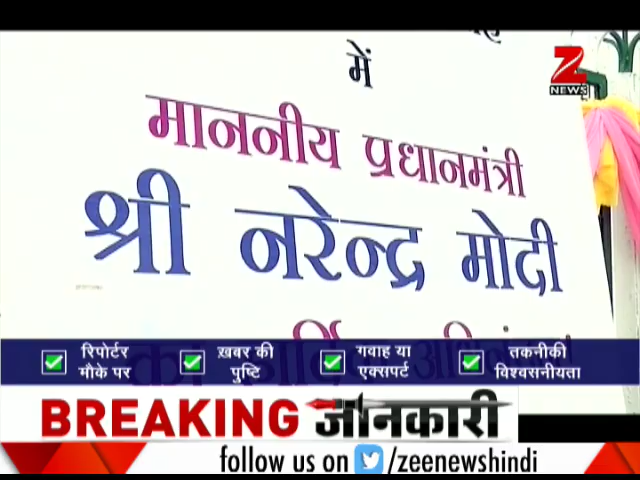 में
Z
NEWS
माननीय प्रधानमंत्री
श्री नरेन्द्र मोदी
रिपोर्टर
मौके पर
ख़बर की
पुष्टि
गवाह या
एक्सपर्ट
तकनीकी
विश्वसनीयता
BREAKING जानकारी
follow us on /zeenewshindi